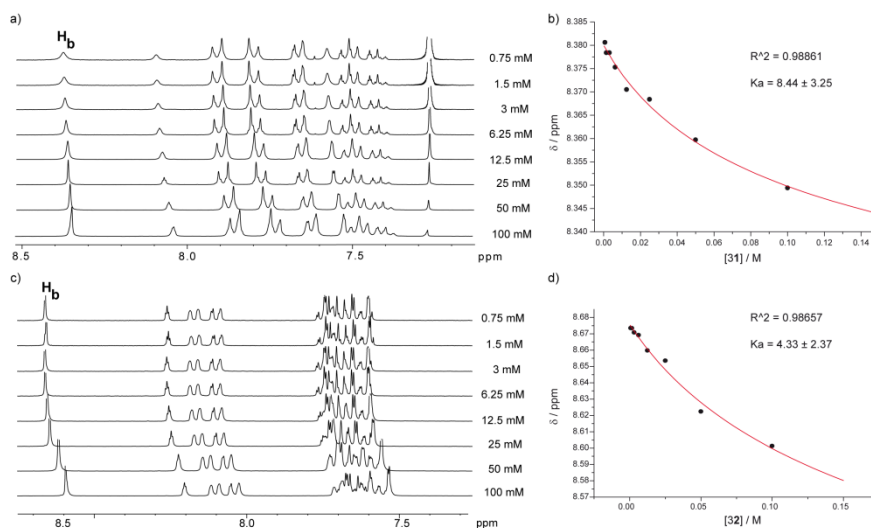 a)
H_b
0.75 mM
1.5 mM
3 mM
6.25 mM
12.5 mM
25 mM
50 mM
100 mM
8.5 8.0 7.5
ppm
b)
8.385
8.380
8.375
8.370
8.365
8.360
8.355
8.350
8.345
8.340
δ / ppm
R^2 = 0.98861
Ka = 8.44 ± 3.25
0.00 0.02 0.04 0.06 0.08 0.10 0.12 0.14
[31] / M
c)
H_b
0.75 mM
1.5 mM
3 mM
6.25 mM
12.5 mM
25 mM
50 mM
100 mM
8.5 8.0 7.5
ppm
d)
8.68
8.67
8.66
8.65
8.64
8.63
8.62
8.61
8.60
8.59
8.58
8.57
δ / ppm
R^2 = 0.98657
Ka = 4.33 ± 2.37
0.00 0.05 0.10 0.15
[32] / M